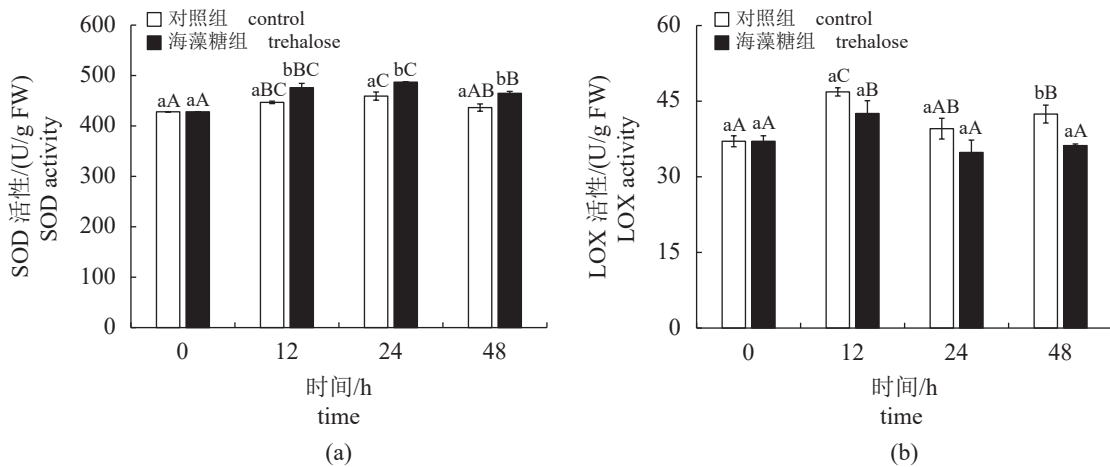 600
500
400
300
200
100
0
SOD 活性/(U/g FW)
SOD activity
对照组 control
海藻糖组 trehalose
aA aA
aBC bBC
aC bC
aAB bB
0 12 24 48
时间/h
time
(a)
60
45
30
15
0
LOX 活性/(U/g FW)
LOX activity
对照组 control
海藻糖组 trehalose
aA aA
aC aB
aAB aA
bB aA
0 12 24 48
时间/h
time
(b)